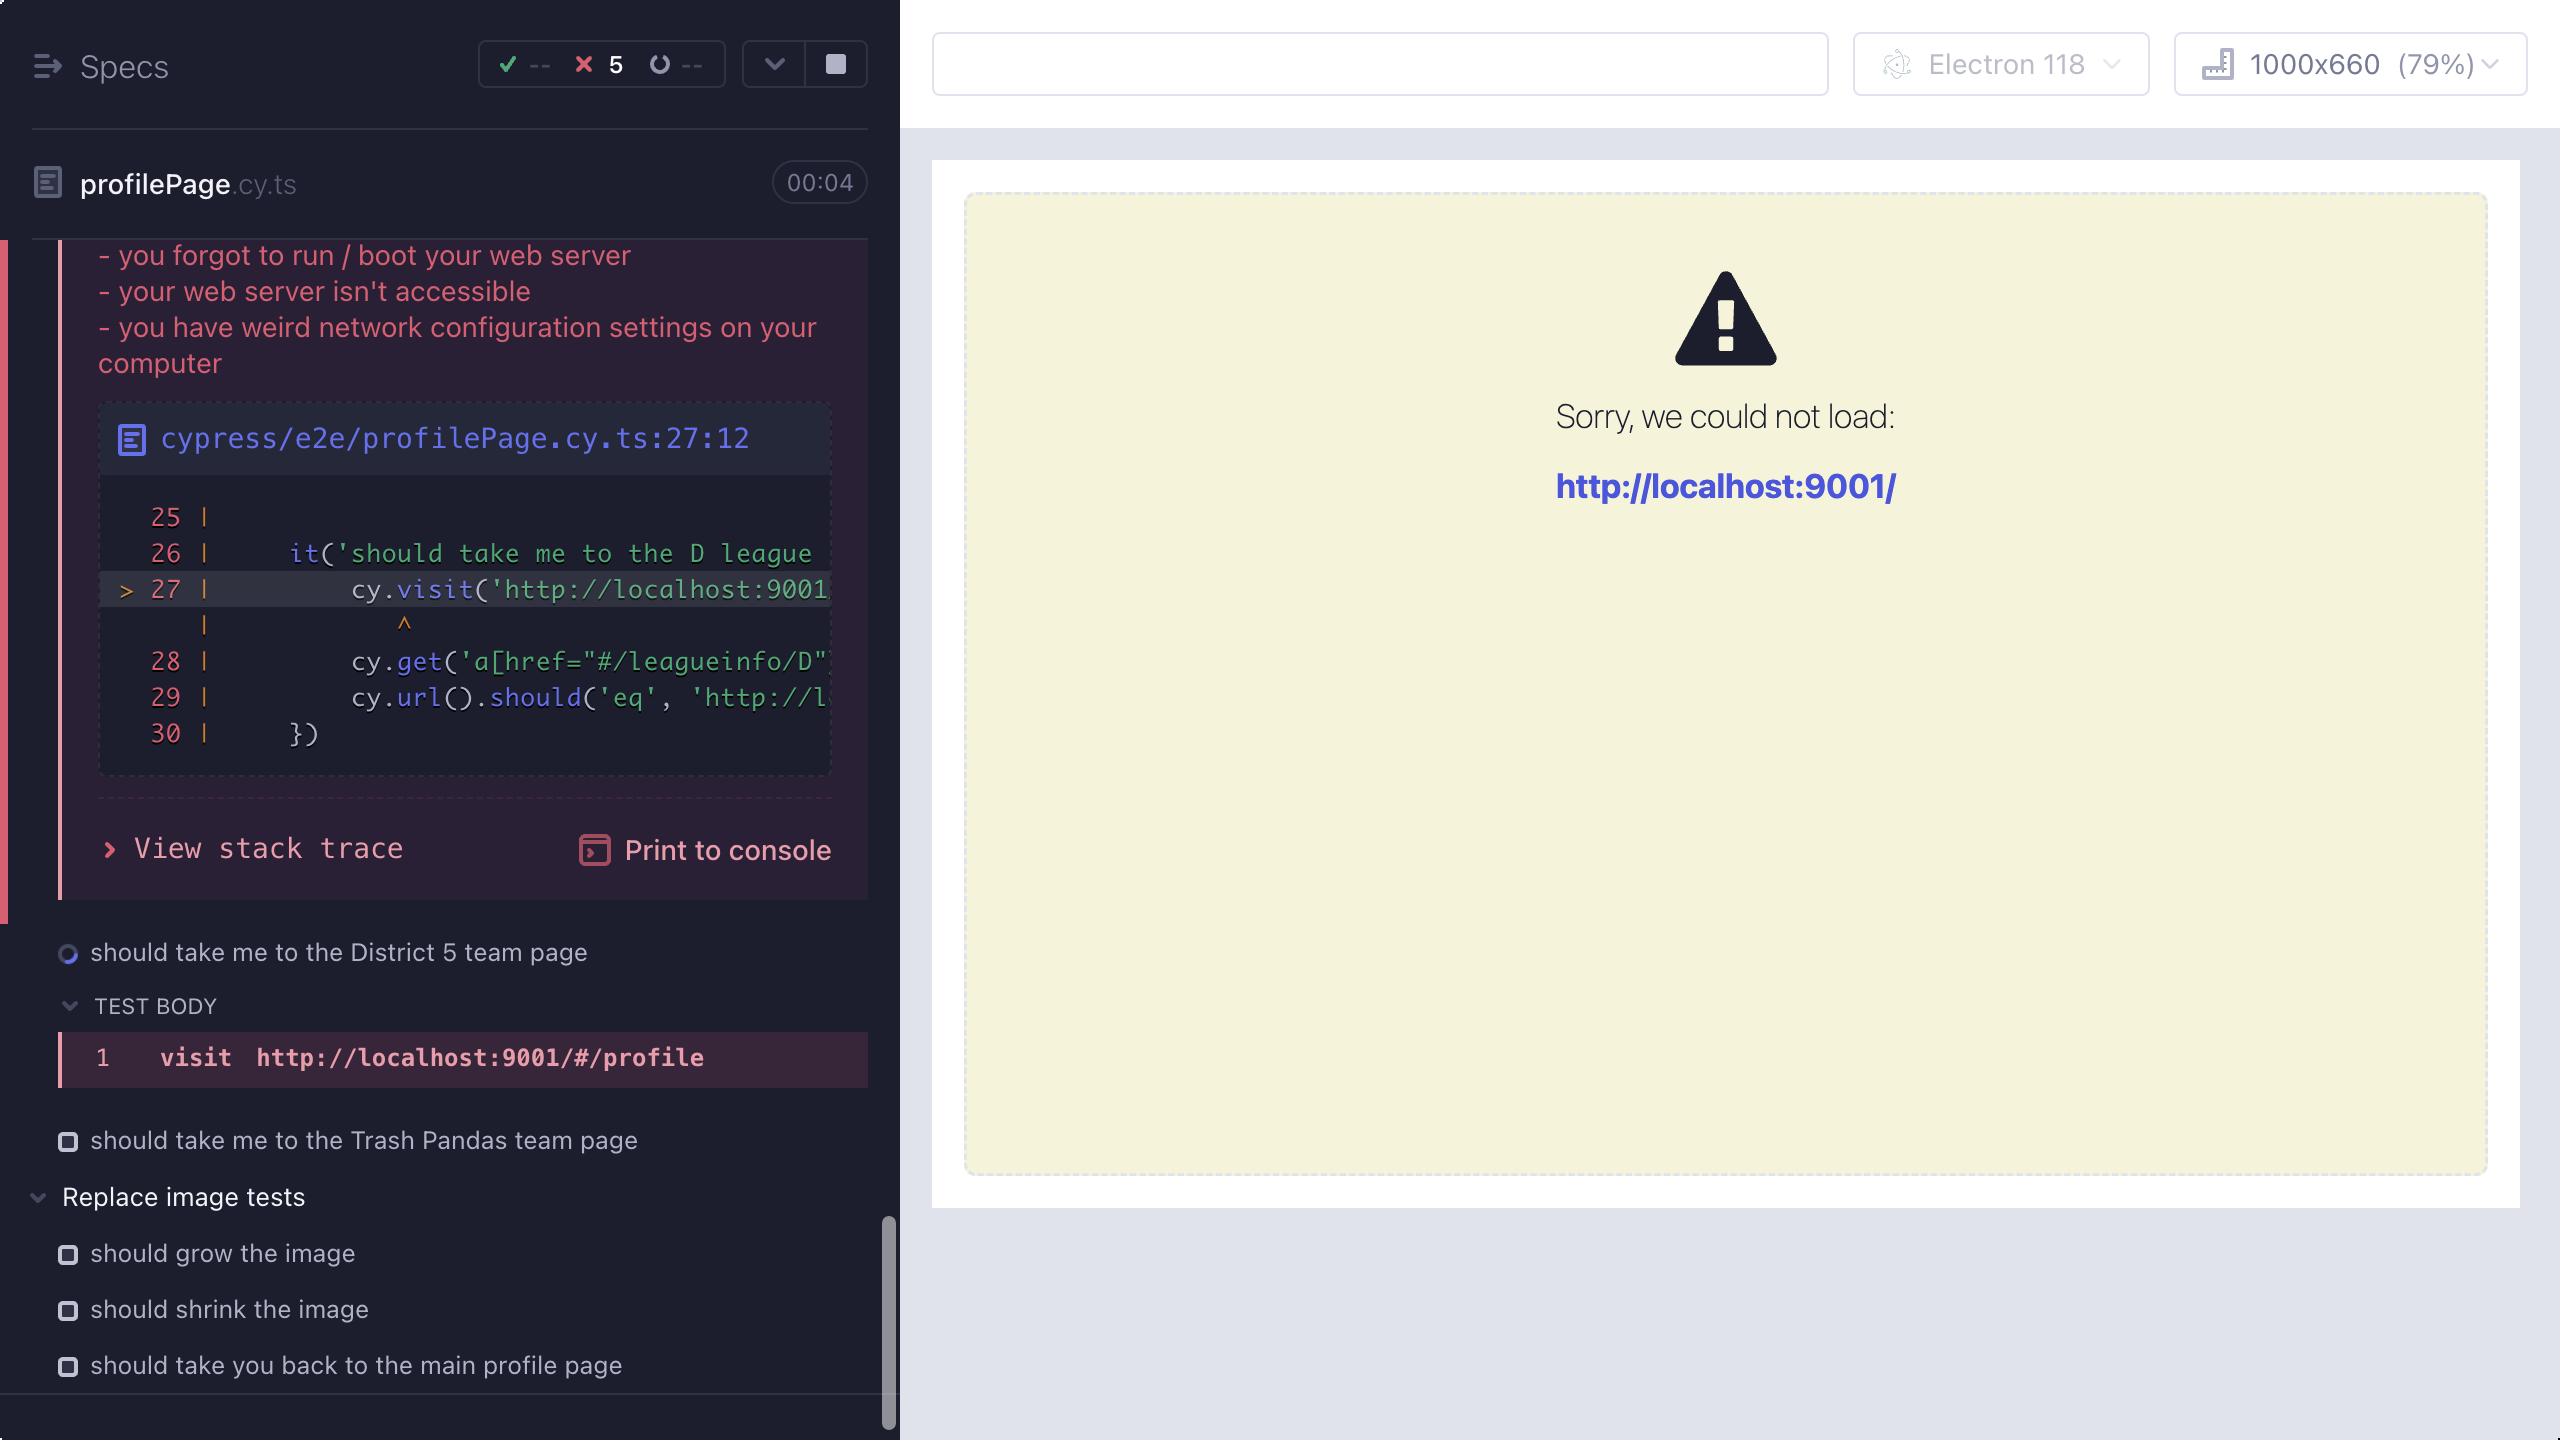 Specs
-- 5 --
profilePage.cy.ts
00:04
- you forgot to run / boot your web server
- your web server isn't accessible
- you have weird network configuration settings on your
computer
cypress/e2e/profilePage.cy.ts:27:12
25 |
26 | it('should take me to the D league
> 27 | cy.visit('http://localhost:9001
| ^
28 | cy.get('a[href="#/leagueinfo/D"
29 | cy.url().should('eq', 'http://l
30 | })
View stack trace
Print to console
should take me to the District 5 team page
TEST BODY
1 visit http://localhost:9001/#/profile
should take me to the Trash Pandas team page
Replace image tests
should grow the image
should shrink the image
should take you back to the main profile page
Electron 118
1000x660 (79%)
Sorry, we could not load:
http://localhost:9001/